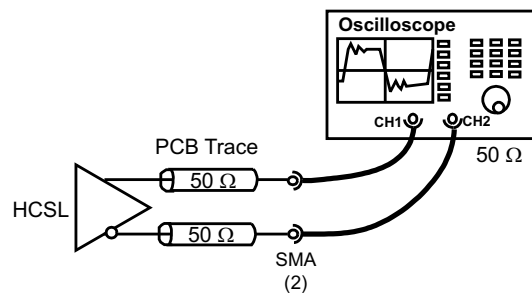 Oscilloscope
CH1
CH2
50 Ω
PCB Trace
50 Ω
HCSL
50 Ω
SMA
(2)